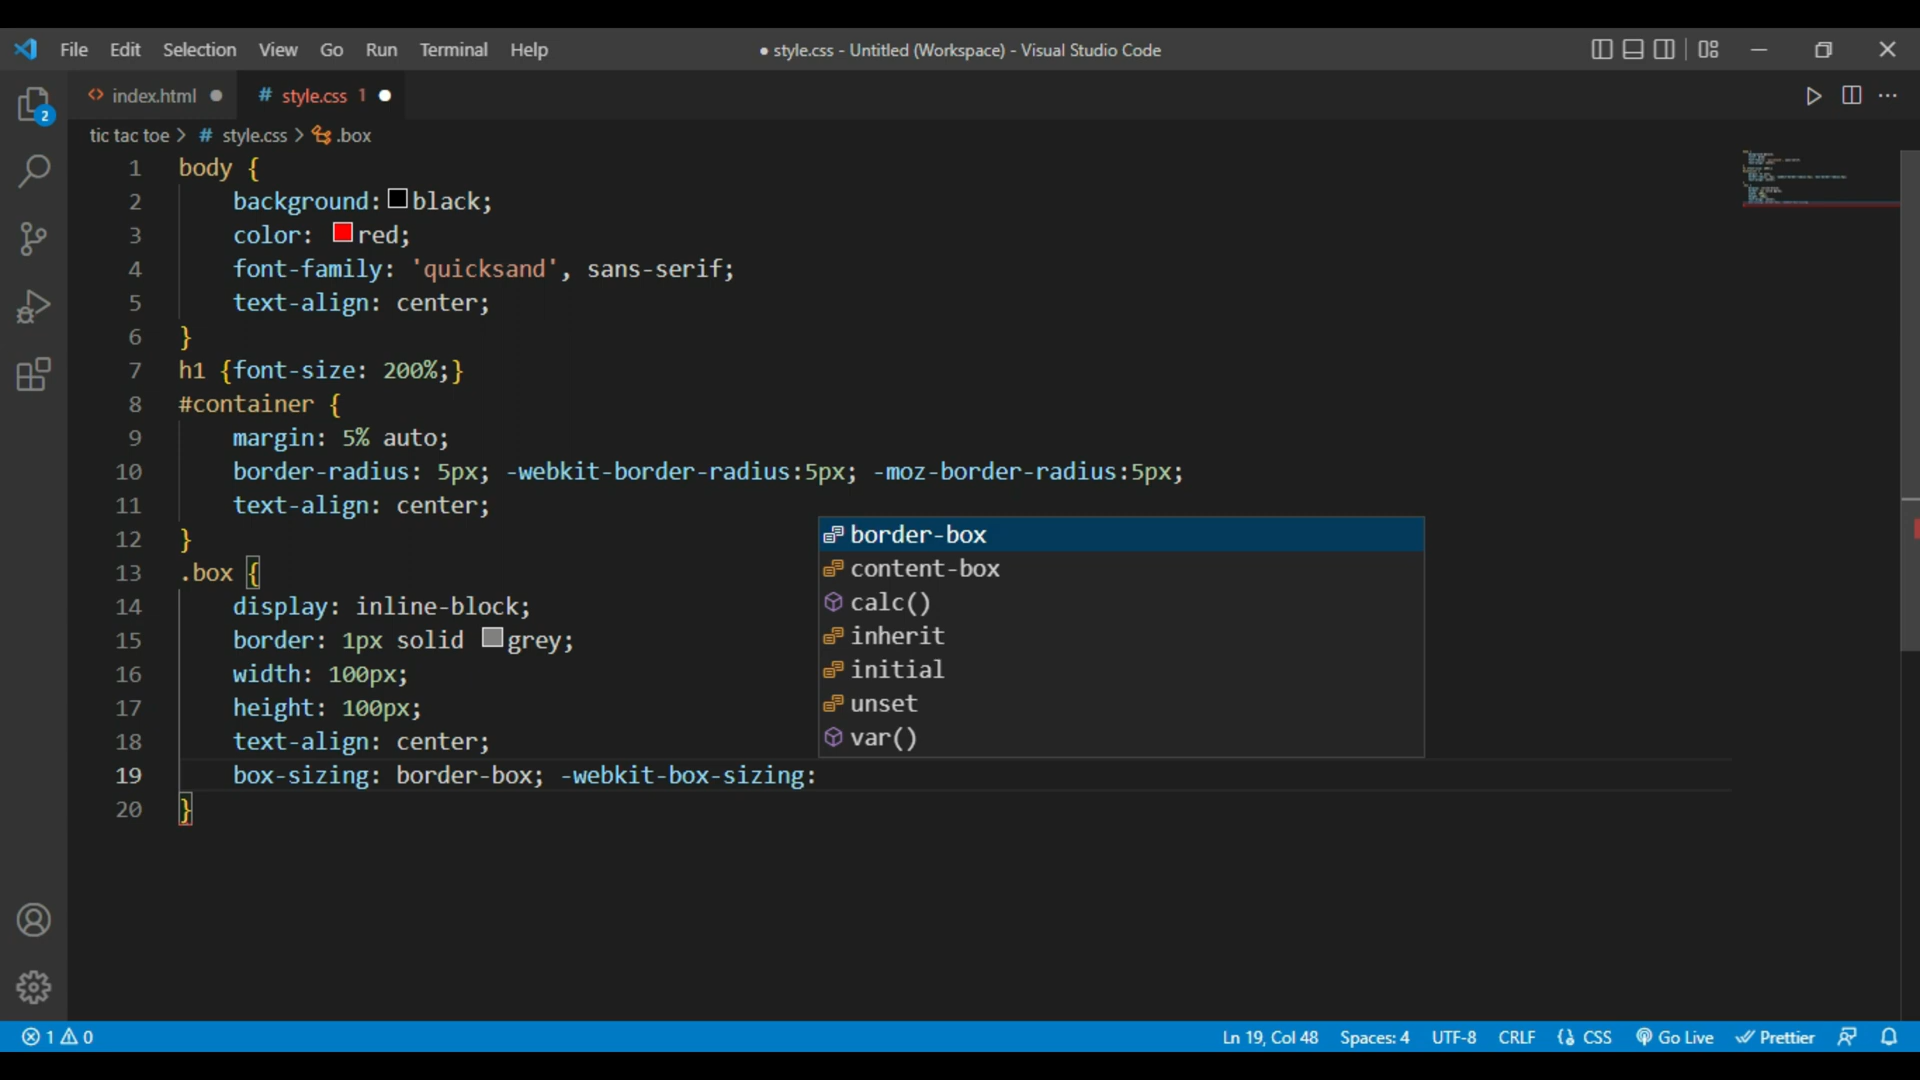 File Edit Selection View Go Run Terminal Help ● style.css - Untitled (Workspace) - Visual Studio Code
2
<> index.html ● # style.css 1 ●
tic tac toe > # style.css > .box
1 body {
2     background: black;
3     color: red;
4     font-family: 'quicksand', sans-serif;
5     text-align: center;
6 }
7 h1 {font-size: 200%;}
8 #container {
9     margin: 5% auto;
10     border-radius: 5px; -webkit-border-radius:5px; -moz-border-radius:5px;
11     text-align: center;
12 }
13 .box {
14     display: inline-block;
15     border: 1px solid grey;
16     width: 100px;
17     height: 100px;
18     text-align: center;
19     box-sizing: border-box; -webkit-box-sizing:
20 }
border-box
content-box
calc()
inherit
initial
unset
var()
1 0 Ln 19, Col 48 Spaces: 4 UTF-8 CRLF CSS Go Live Prettier